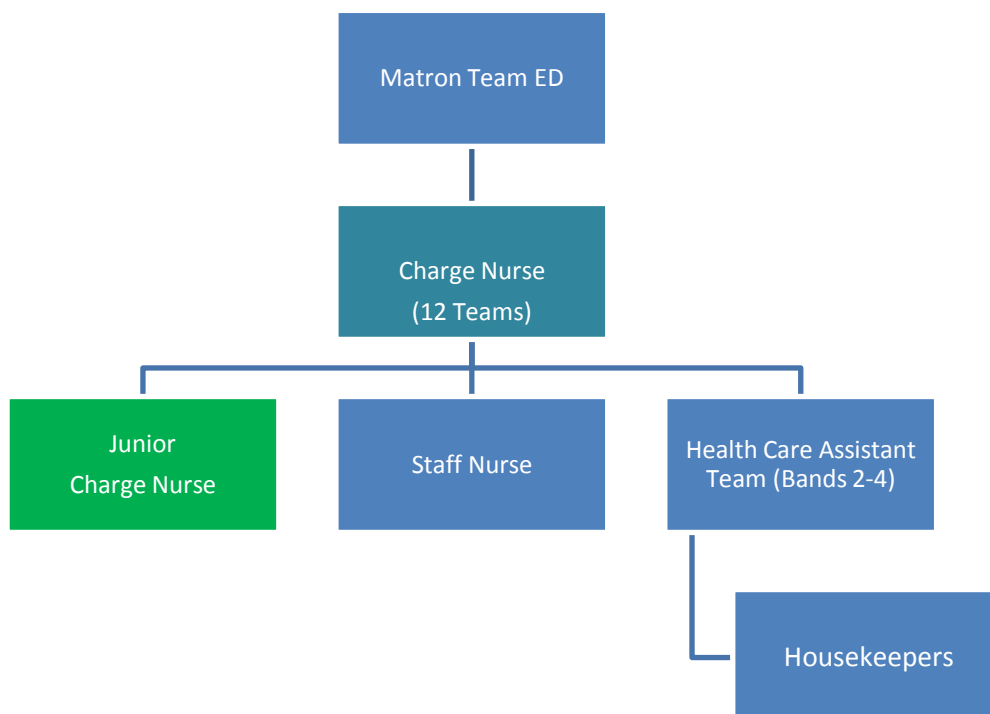 Matron Team ED
Charge Nurse
(12 Teams)
Junior
Charge Nurse
Staff Nurse
Health Care Assistant
Team (Bands 2-4)
Housekeepers